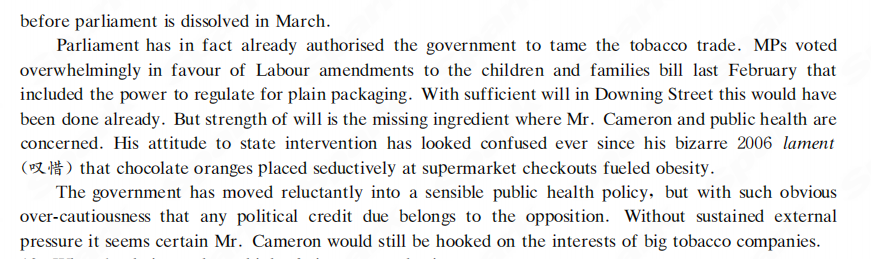 before parliament is dissolved in March.
Parliament has in fact already authorised the government to tame the tobacco trade. MPs voted
overwhelmingly in favour of Labour amendments to the children and families bill last February that
included the power to regulate for plain packaging. With sufficient will in Downing Street this would have
been done already. But strength of will is the missing ingredient where Mr. Cameron and public health are
concerned. His attitude to state intervention has looked confused ever since his bizarre 2006 lament
(叹惜) that chocolate oranges placed seductively at supermarket checkouts fueled obesity.
The government has moved reluctantly into a sensible public health policy, but with such obvious
over-cautiousness that any political credit due belongs to the opposition. Without sustained external
pressure it seems certain Mr. Cameron would still be hooked on the interests of big tobacco companies.